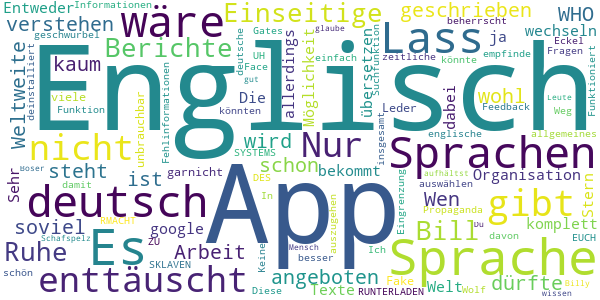 Entweder Informationen wäre Einseitige geschrieben WHO
verstehen beherrscht glaube wechseln
geschwurbel Berichte Gates Lass ja Eckel
deinstalliert kaum UH deutsche allerdings Möglichkeit übersetzen Suchfunktion zeitliche empfinde Fragen
Weltweite viele Face einfach könnte Funktioniert
Englisch
Funktion Die gut dabei
Fehlinformationen könnten Leder Feedback Leute
nicht unbrauchbar wird Nur wohl englische Weg
SYSTEMS insgesamt allgemeines
steht schon bekommt Sprachen
Sehr damit garnicht DES auswählen aufhältst
deutsch ist App Wen Organisation
In Eingrenzung gibt
soviel google Keine auszugenen Propaganda Du
Es RMACHT ZU Bill Stern
Ruhe Arbeit Mensch Sprache komplett EUCH
Schafspelz besser Ich davon
Böser SKLAVEN angeboten Fake Welt dürfte
schön enttäuscht Diese Texte RUNTERLADEN Wolf Billy wissen